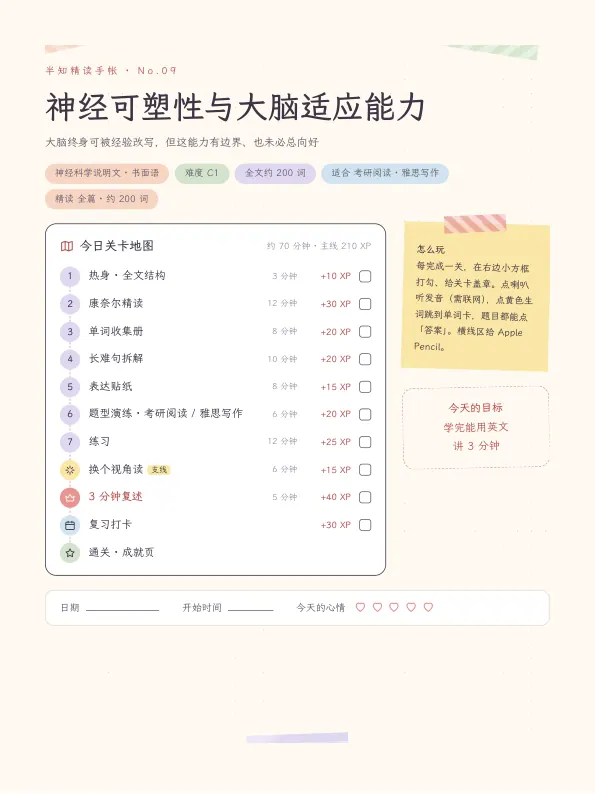 半知精读手帐 · No.09
神经可塑性与大脑适应能力
大脑终身可被经验改写，但这能力有边界、也未必总向好
神经科学说明文·书面语 难度 C1 全文约 200 词 适合 考研阅读·雅思写作
精读 全篇·约 200 词
今日关卡地图 约 70 分钟·主线 210 XP
1 热身·全文结构 3 分钟 +10 XP
2 康奈尔精读 12 分钟 +30 XP
3 单词收集册 8 分钟 +20 XP
4 长难句拆解 10 分钟 +20 XP
5 表达贴纸 8 分钟 +15 XP
6 题型演练·考研阅读 / 雅思写作 6 分钟 +20 XP
7 练习 12 分钟 +25 XP
换个视角读 支线 6 分钟 +15 XP
3 分钟复述 5 分钟 +40 XP
复习打卡 +30 XP
通关·成就页
怎么玩
每完成一关，在右边小方框
打勾、给关卡盖章。点喇叭
听发音（需联网），点黄色生
词跳到单词卡，题目都能点
「答案」。横线区给 Apple
Pencil。
今天的目标
学完能用英文
讲 3 分钟
日期 开始时间 今天的心情